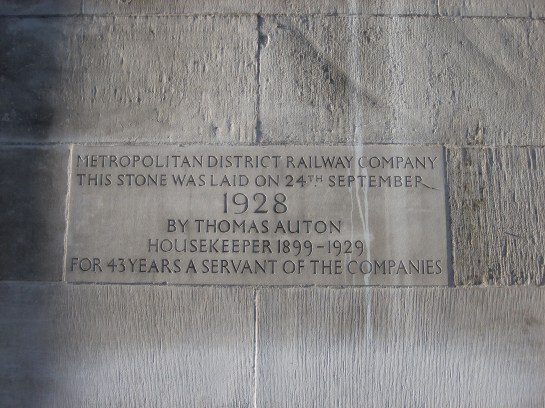 METROPOLITAN DISTRICT RAILWAY COMPANY
THIS STONE WAS LAID ON 24TH SEPTEMBER
1928
BY THOMAS AUTON
HOUSEKEEPER 1899-1929
FOR 43 YEARS A SERVANT OF THE COMPANIES